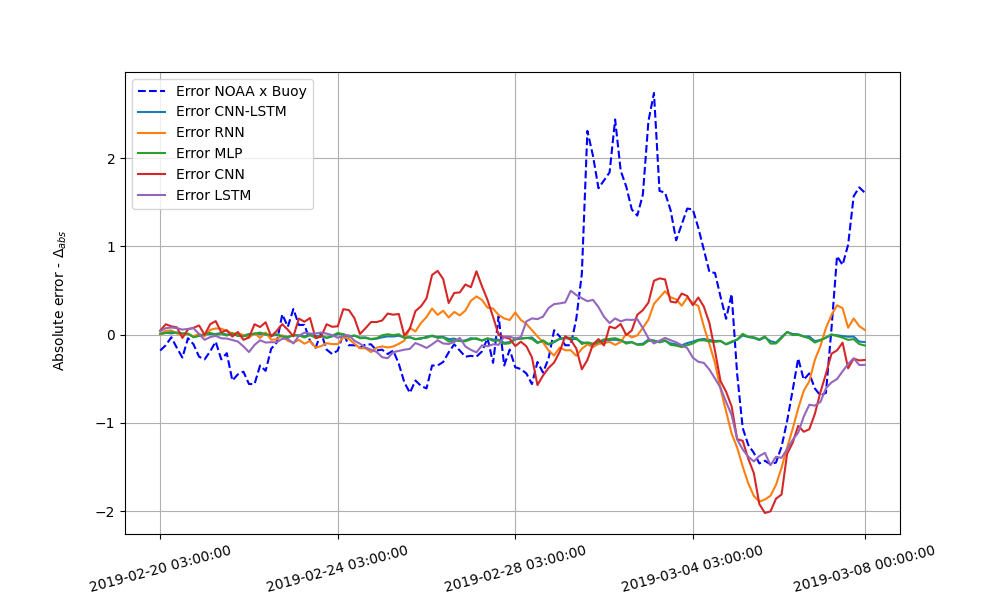 Error NOAA x Buoy
Error CNN-LSTM
Error RNN
Error MLP
Error CNN
Error LSTM
Absolute error - Δabs
2
1
0
−1
−2
2019-02-20 03:00:00
2019-02-24 03:00:00
2019-02-28 03:00:00
2019-03-04 03:00:00
2019-03-08 00:00:00